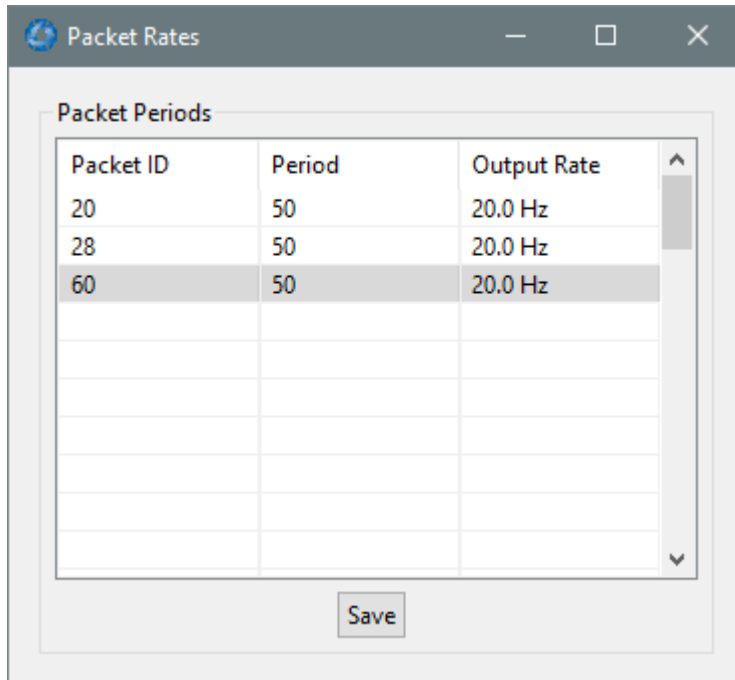 Packet Rates
Packet Periods
Packet ID Period Output Rate
20 50 20.0 Hz
28 50 20.0 Hz
60 50 20.0 Hz
Save